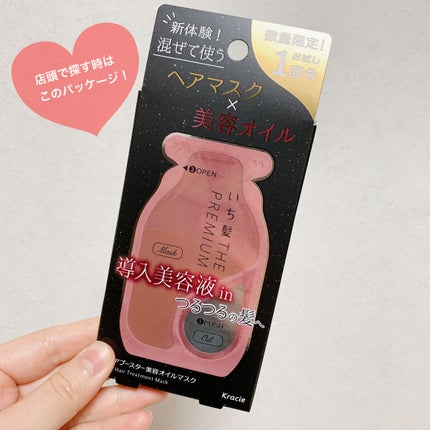 店頭で探す時は
このパッケージ！
新体験！
混ぜて使う
数量限定！
お試し
1回分
ヘアマスク
×
美容オイル
◀❷OPEN
いち髪 THE
PREMIUM
Mask
導入美容液in
つるつるの髪へ
❶PUSH
Oil
アブースター美容オイルマスク
Hair Treatment Mask
Kracie